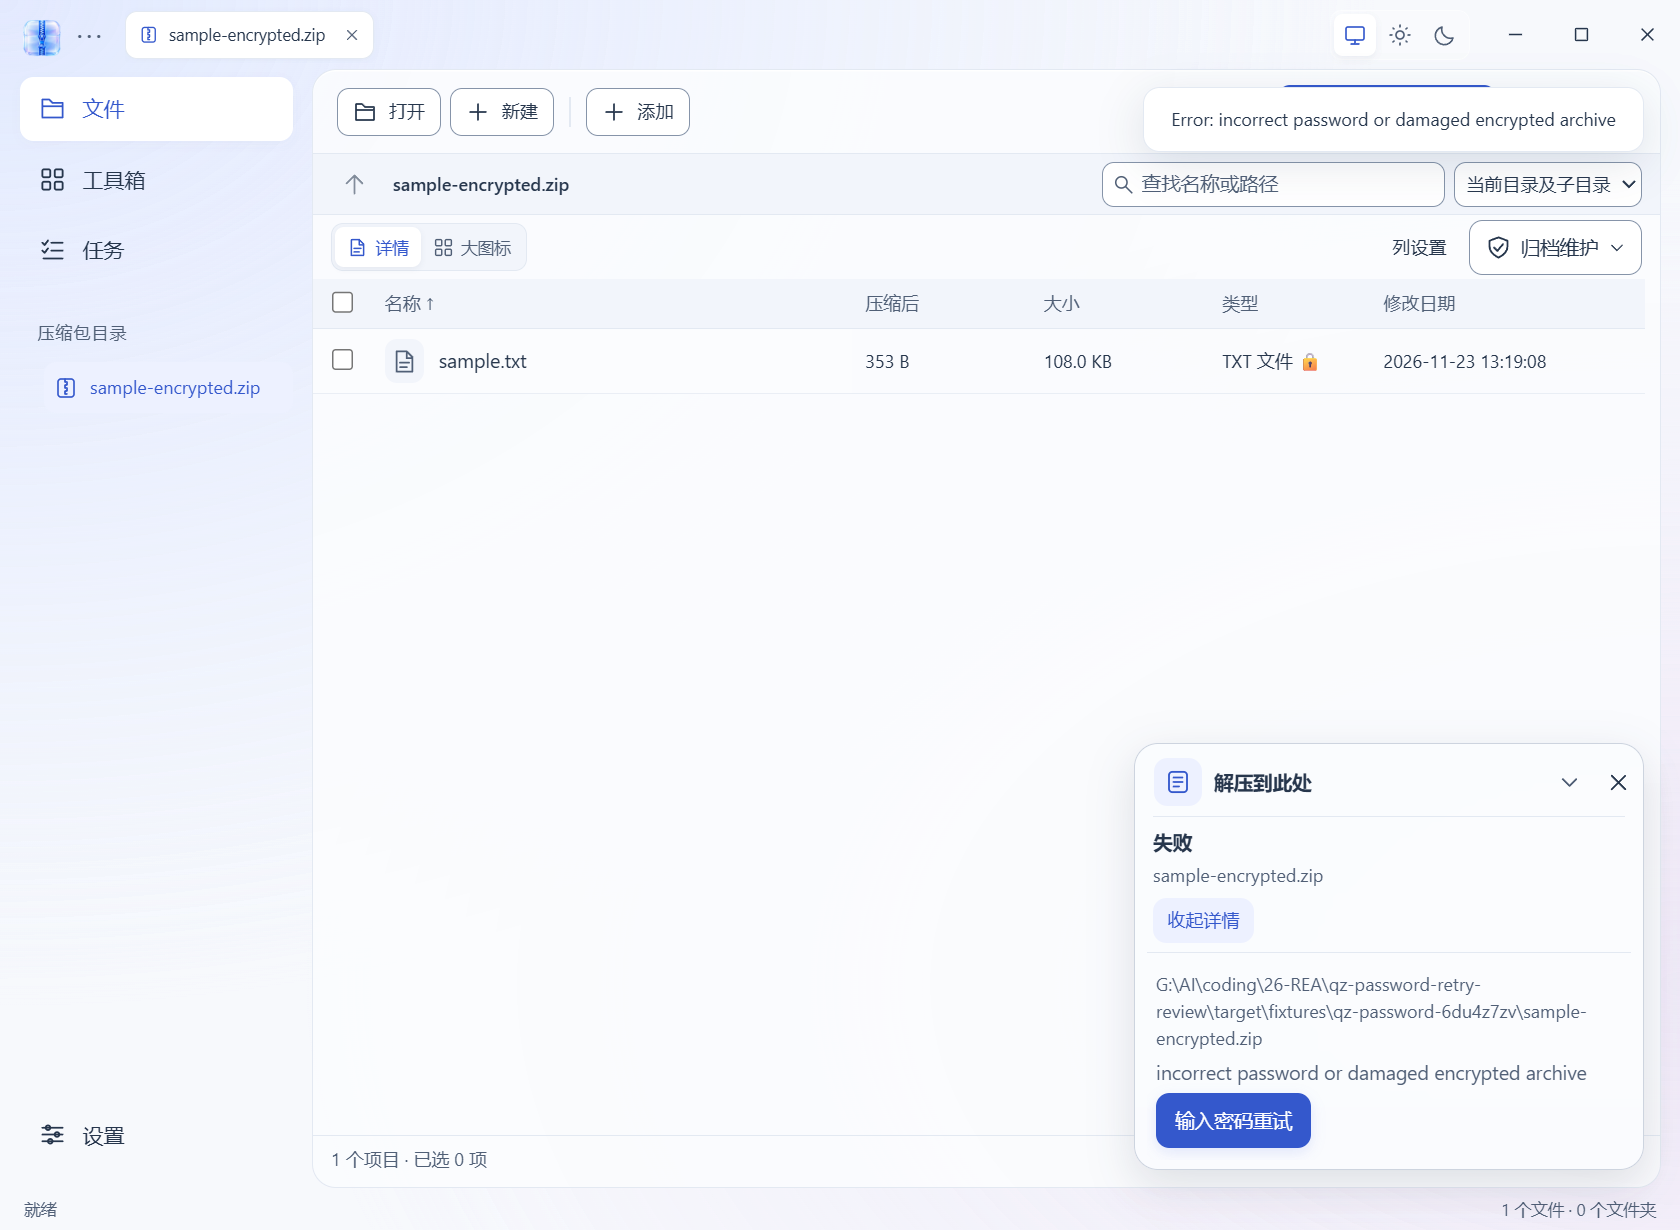 sample-encrypted.zip
文件
工具箱
任务
压缩包目录
sample-encrypted.zip
设置
就绪
打开
新建
添加
Error: incorrect password or damaged encrypted archive
sample-encrypted.zip
查找名称或路径
当前目录及子目录
详情
大图标
列设置
归档维护
名称 ↑ 压缩后 大小 类型 修改日期
sample.txt 353 B 108.0 KB TXT 文件 🔒 2026-11-23 13:19:08
解压到此处
失败
sample-encrypted.zip
收起详情
G:\AI\coding\26-REA\qz-password-retry-
review\target\fixtures\qz-password-6du4z7zv\sample-
encrypted.zip
incorrect password or damaged encrypted archive
输入密码重试
1 个项目 · 已选 0 项
1 个文件 · 0 个文件夹